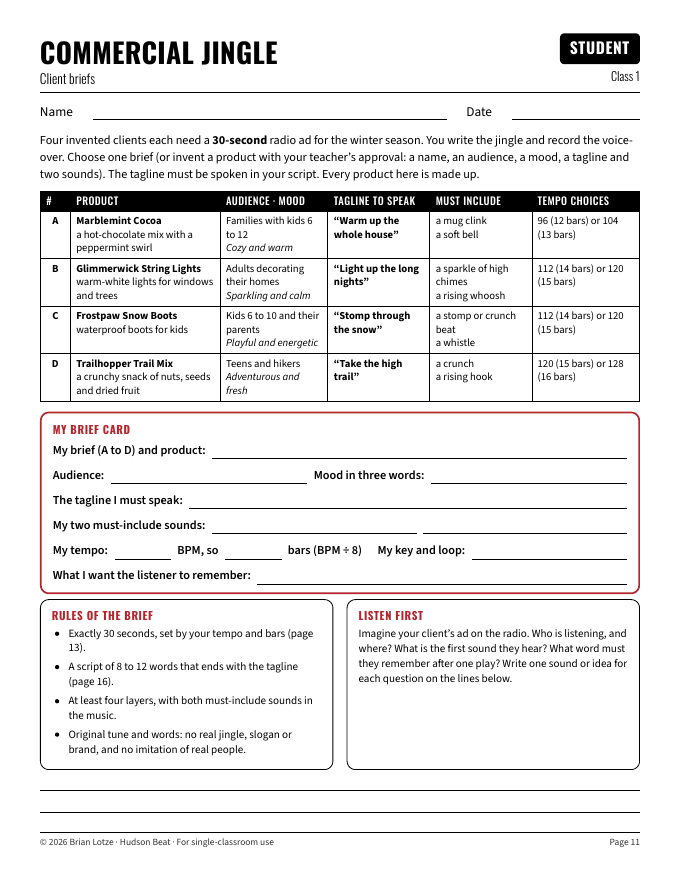 COMMERCIAL JINGLE
STUDENT
Client briefs
Class 1
Name
Date
Four invented clients each need a 30-second radio ad for the winter season. You write the jingle and record the voice-
over. Choose one brief (or invent a product with your teacher's approval: a name, an audience, a mood, a tagline and
two sounds). The tagline must be spoken in your script. Every product here is made up.
# PRODUCT AUDIENCE · MOOD TAGLINE TO SPEAK MUST INCLUDE TEMPO CHOICES
A Marblemint Cocoa Families with kids 6 “Warm up the a mug clink 96 (12 bars) or 104
a hot-chocolate mix with a to 12 whole house” a soft bell (13 bars)
peppermint swirl Cozy and warm
B Glimmerwick String Lights Adults decorating “Light up the long a sparkle of high 112 (14 bars) or 120
warm-white lights for windows their homes nights” chimes (15 bars)
and trees Sparkling and calm a rising whoosh
C Frostpaw Snow Boots Kids 6 to 10 and their “Stomp through a stomp or crunch 112 (14 bars) or 120
waterproof boots for kids parents the snow” beat (15 bars)
Playful and energetic a whistle
D Trailhopper Trail Mix Teens and hikers “Take the high a crunch 120 (15 bars) or 128
a crunchy snack of nuts, seeds Adventurous and trail” a rising hook (16 bars)
and dried fruit fresh
MY BRIEF CARD
My brief (A to D) and product:
Audience: Mood in three words:
The tagline I must speak:
My two must-include sounds:
My tempo: BPM, so bars (BPM ÷ 8) My key and loop:
What I want the listener to remember:
RULES OF THE BRIEF
• Exactly 30 seconds, set by your tempo and bars (page
13).
• A script of 8 to 12 words that ends with the tagline
(page 16).
• At least four layers, with both must-include sounds in
the music.
• Original tune and words: no real jingle, slogan or
brand, and no imitation of real people.
LISTEN FIRST
Imagine your client's ad on the radio. Who is listening, and
where? What is the first sound they hear? What word must
they remember after one play? Write one sound or idea for
each question on the lines below.
© 2026 Brian Lotze · Hudson Beat · For single-classroom use
Page 11